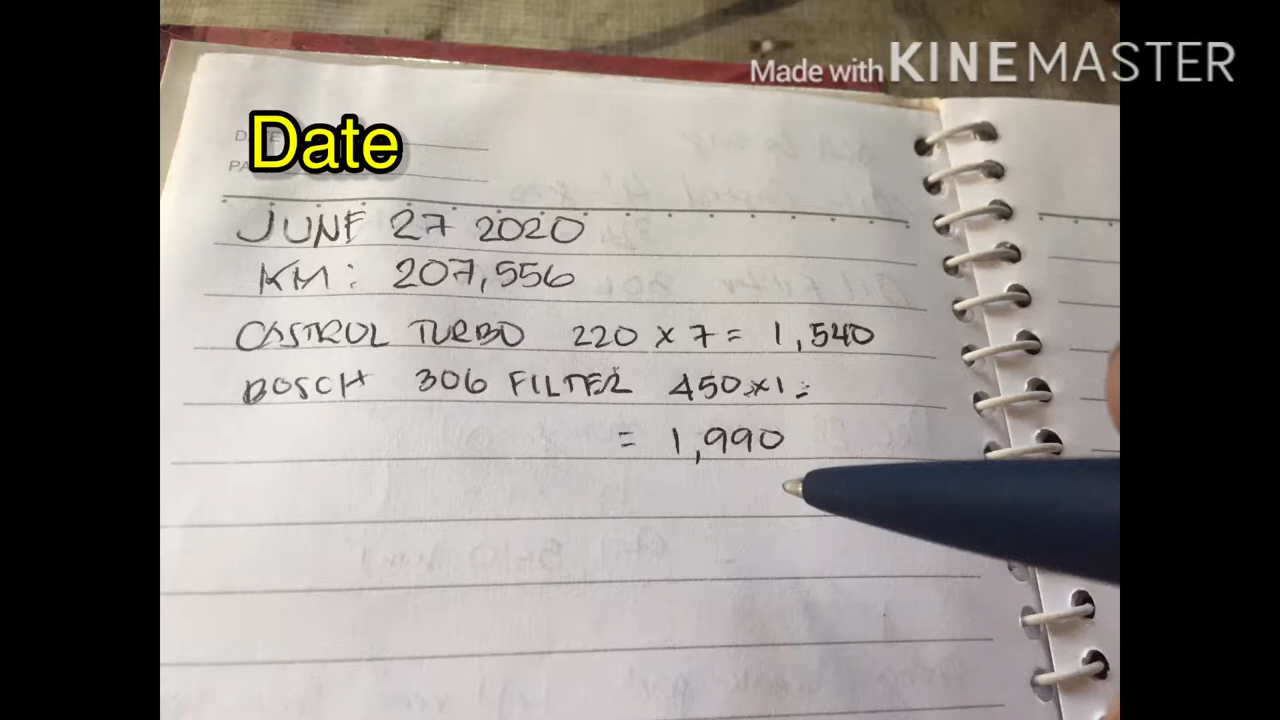 Made with KINEMASTER
Date
JUNE 27 2020
KM: 207,556
CASTROL TURBO 220 x 7 = 1,540
BOSCH 306 FILTER 450 x 1 =
= 1,990